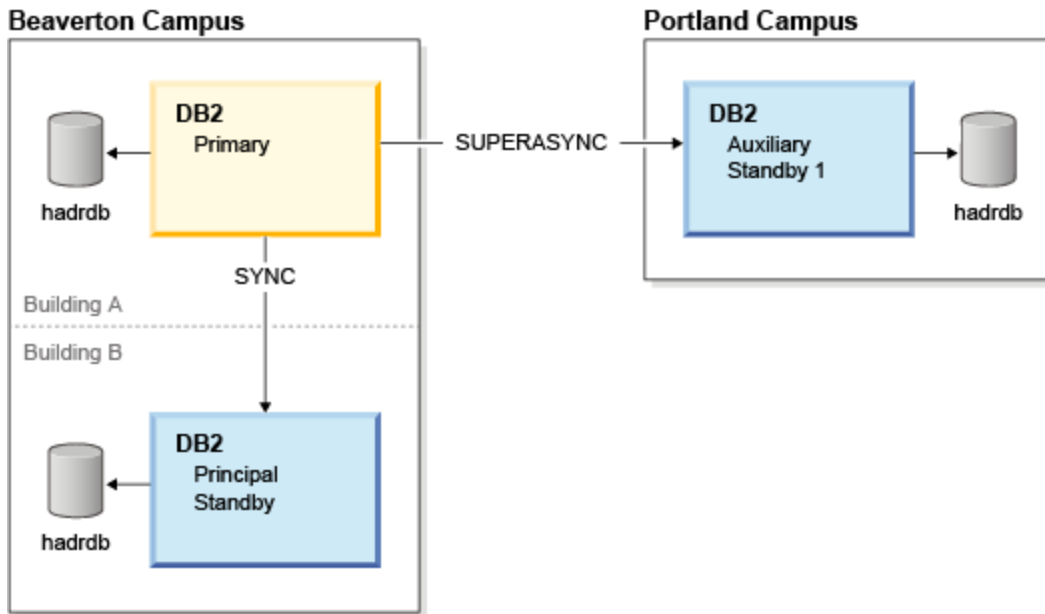 Beaverton Campus
Portland Campus
DB2
Primary
hadrdb
SUPERASYNC
DB2
Auxiliary
Standby 1
hadrdb
SYNC
Building A
Building B
DB2
Principal
Standby
hadrdb